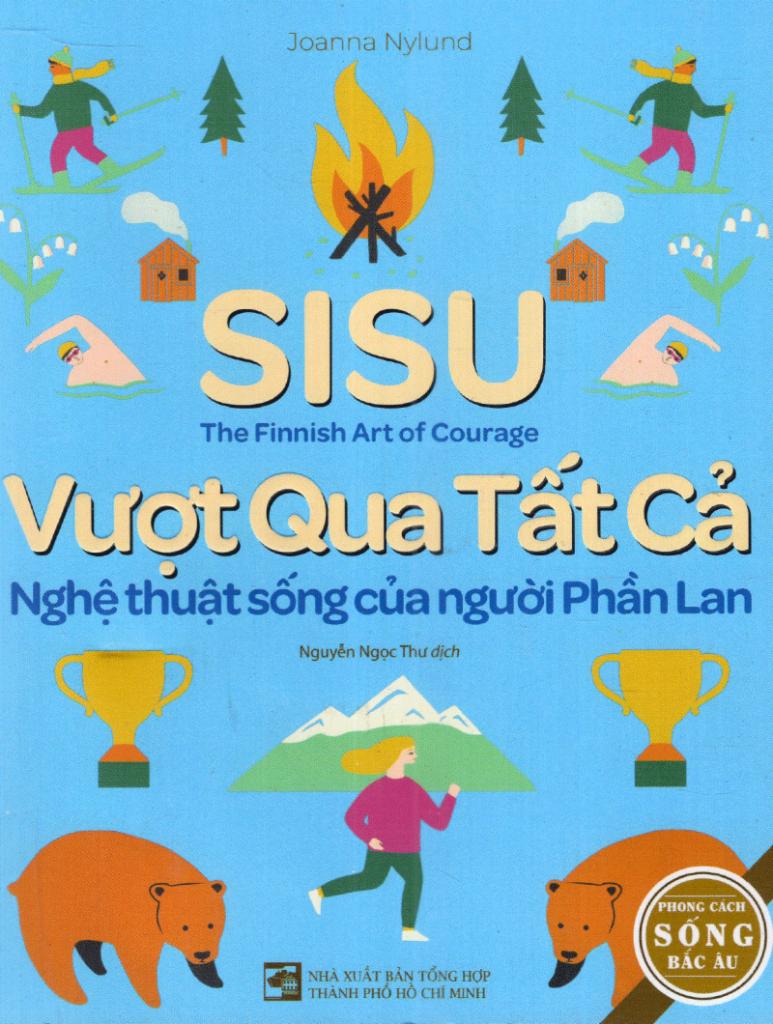 Joanna Nylund
SISU
The Finnish Art of Courage
Vượt Qua Tất Cả
Nghệ thuật sống của người Phần Lan
Nguyễn Ngọc Thư dịch
PHONG CÁCH
SỐNG
BẮC ÂU
NHÀ XUẤT BẢN TỔNG HỢP
THÀNH PHỐ HỒ CHÍ MINH